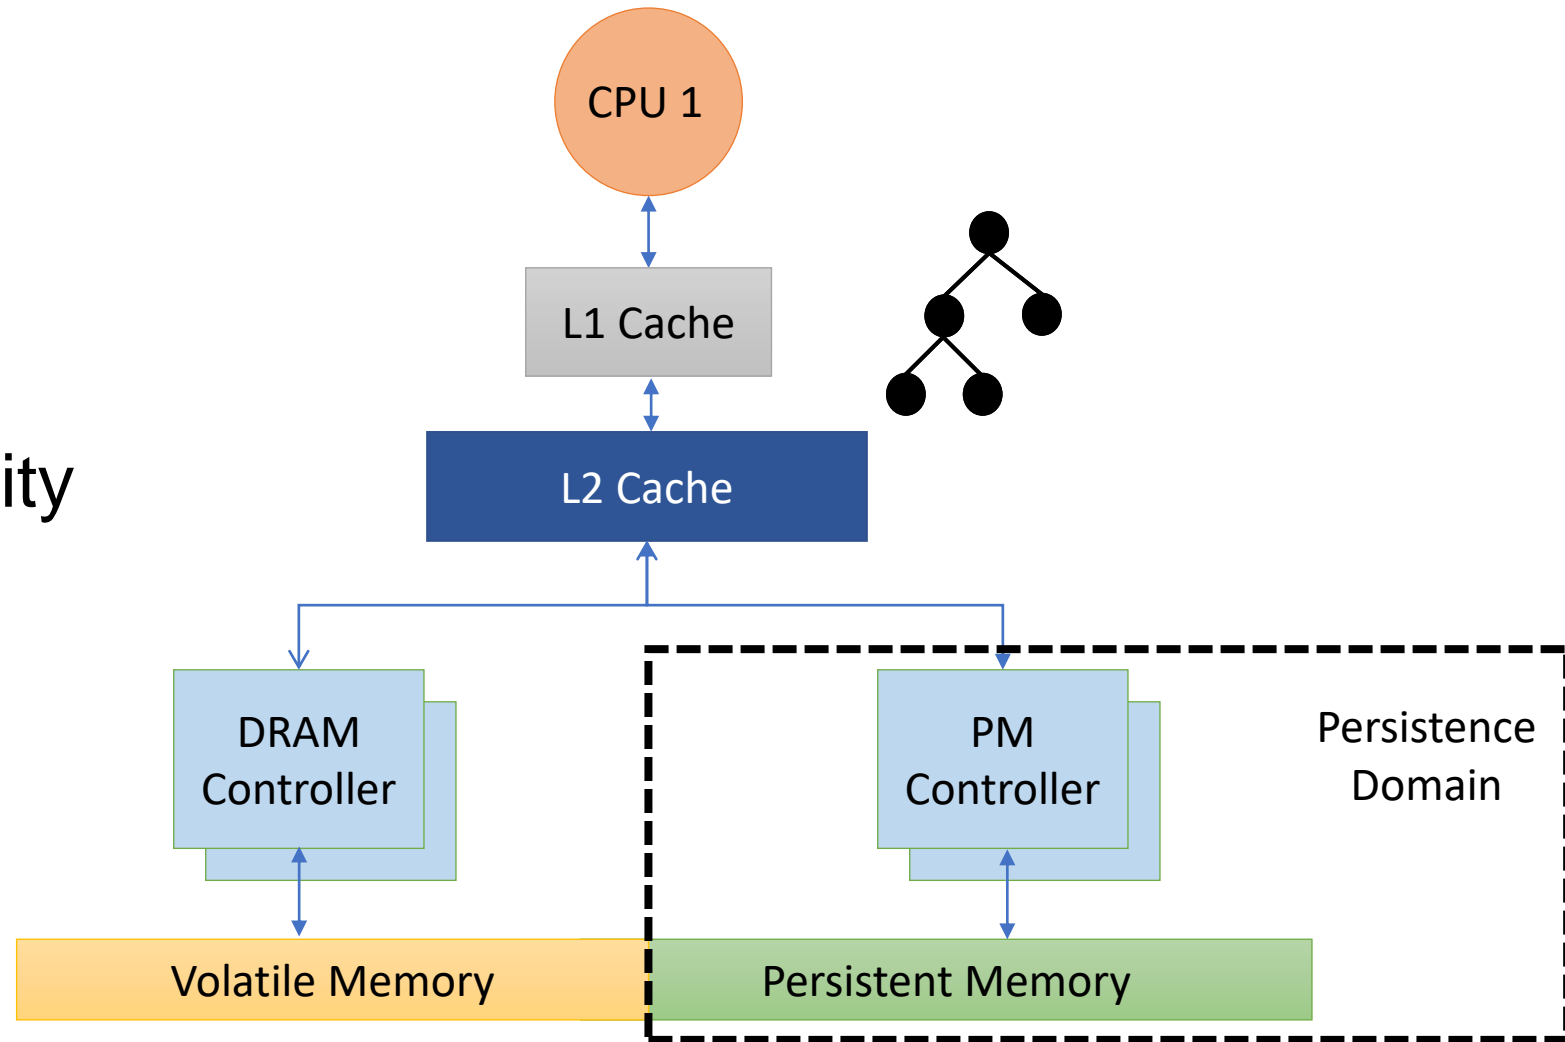 CPU 1
L1 Cache
ity
L2 Cache
DRAM
Controller
PM
Controller
Persistence
Domain
Volatile Memory
Persistent Memory